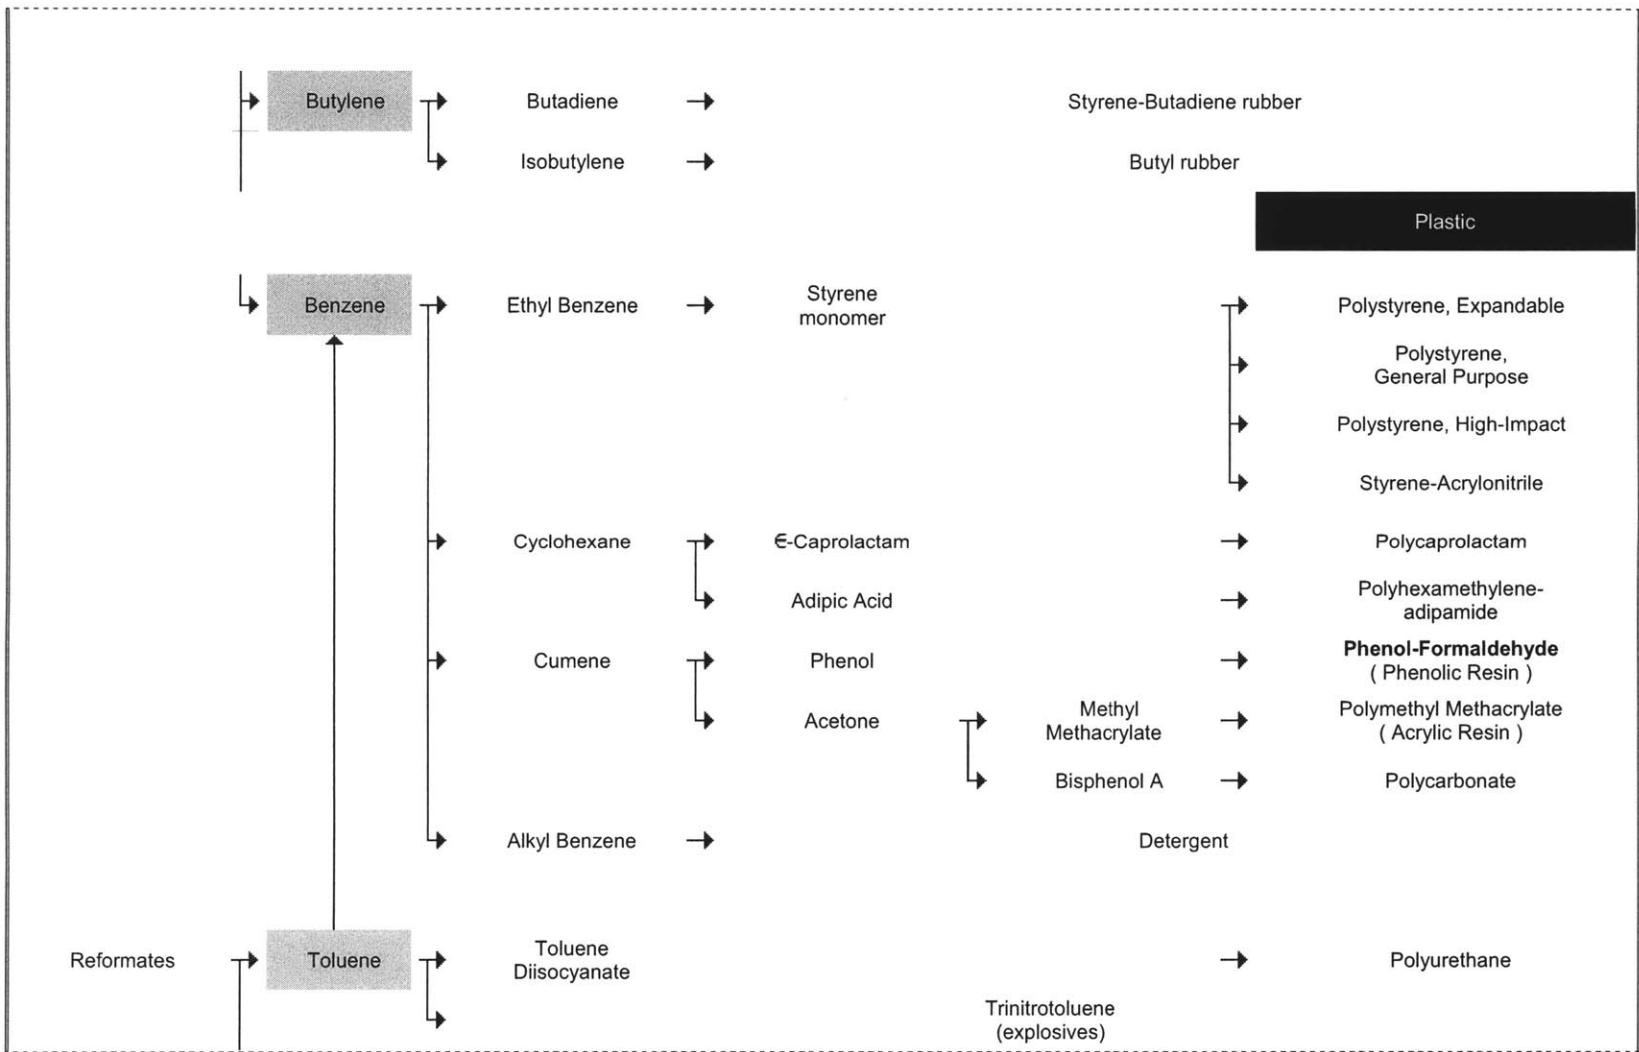 Butylene
Butadiene
Styrene-Butadiene rubber
Isobutylene
Butyl rubber
Plastic
Benzene
Ethyl Benzene
Styrene
monomer
Polystyrene, Expandable
Polystyrene,
General Purpose
Polystyrene, High-Impact
Styrene-Acrylonitrile
Cyclohexane
∈-Caprolactam
Polycaprolactam
Adipic Acid
Polyhexamethylene-
adipamide
Cumene
Phenol
Phenol-Formaldehyde
( Phenolic Resin )
Acetone
Methyl
Methacrylate
Polymethyl Methacrylate
( Acrylic Resin )
Bisphenol A
Polycarbonate
Alkyl Benzene
Detergent
Reformates
Toluene
Toluene
Diisocyanate
Polyurethane
Trinitrotoluene
(explosives)